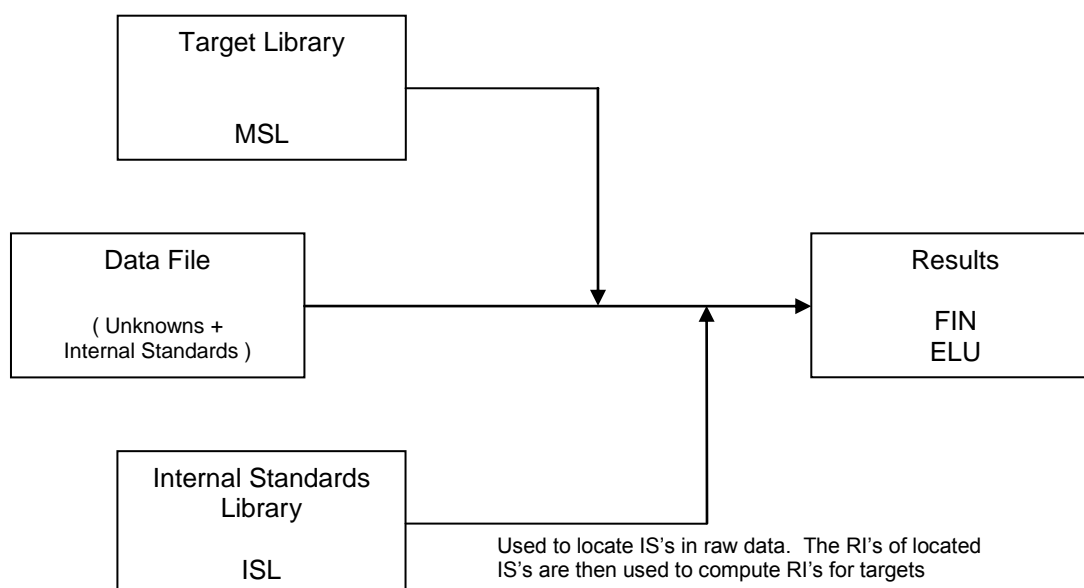 Target Library
MSL
Data File
( Unknowns +
Internal Standards )
Results
FIN
ELU
Internal Standards
Library
ISL
Used to locate IS's in raw data.  The RI's of located
IS's are then used to compute RI's for targets